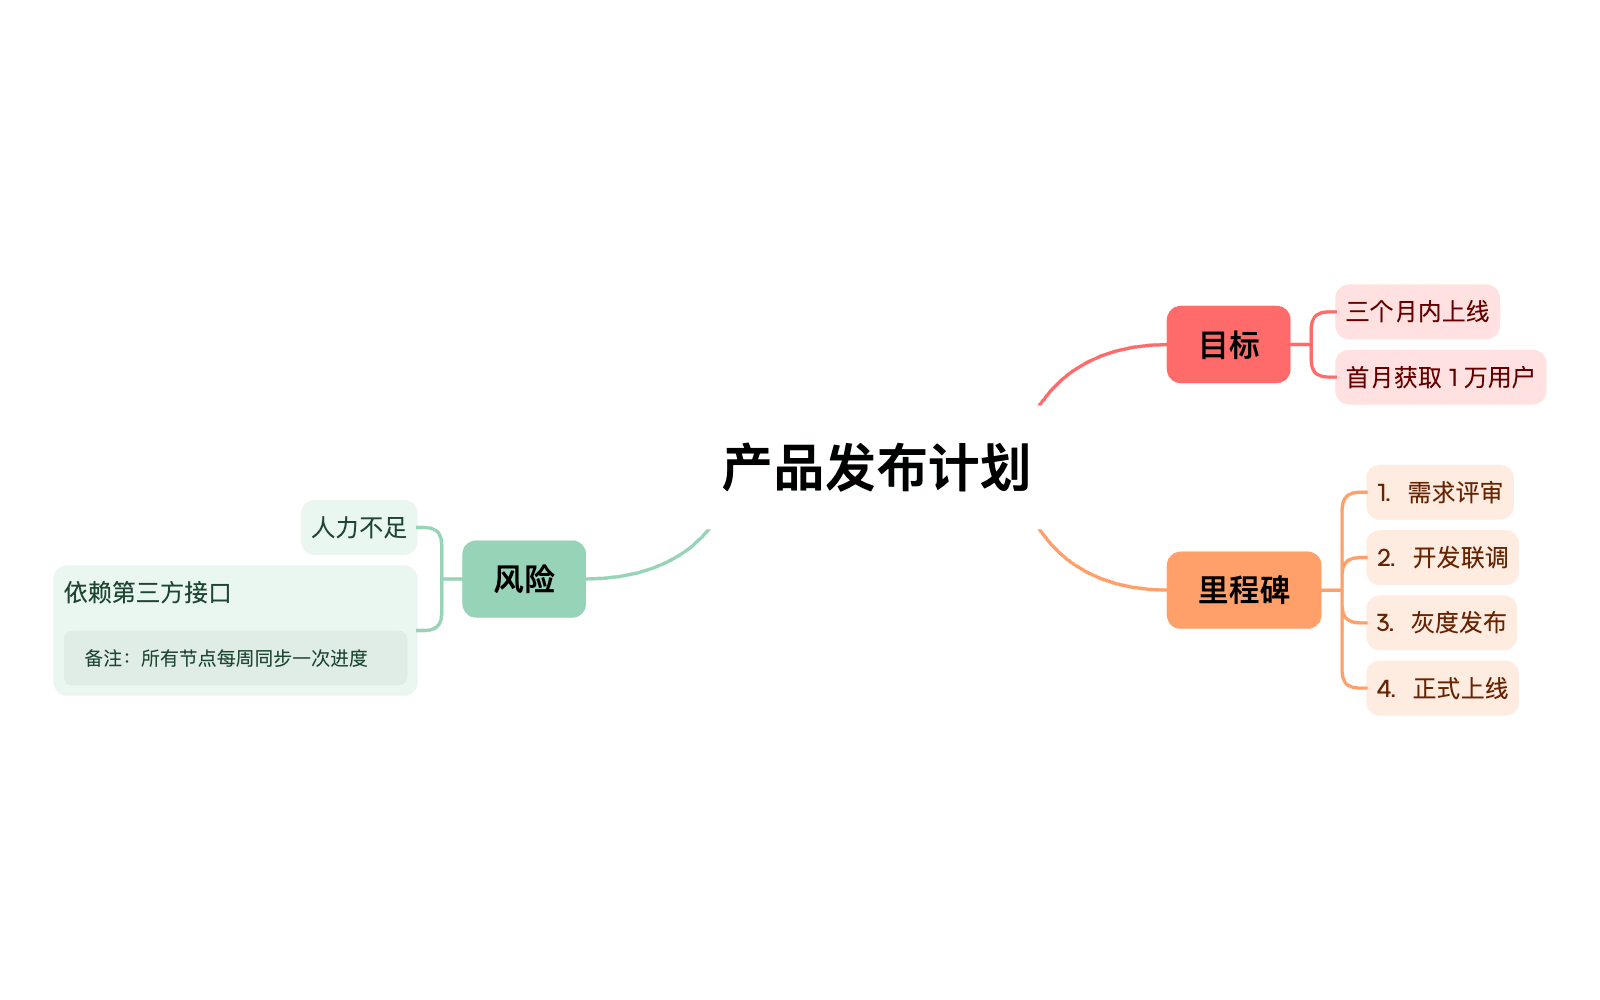 产品发布计划
目标
三个月内上线
首月获取 1 万用户
里程碑
1. 需求评审
2. 开发联调
3. 灰度发布
4. 正式上线
风险
人力不足
依赖第三方接口
备注：所有节点每周同步一次进度